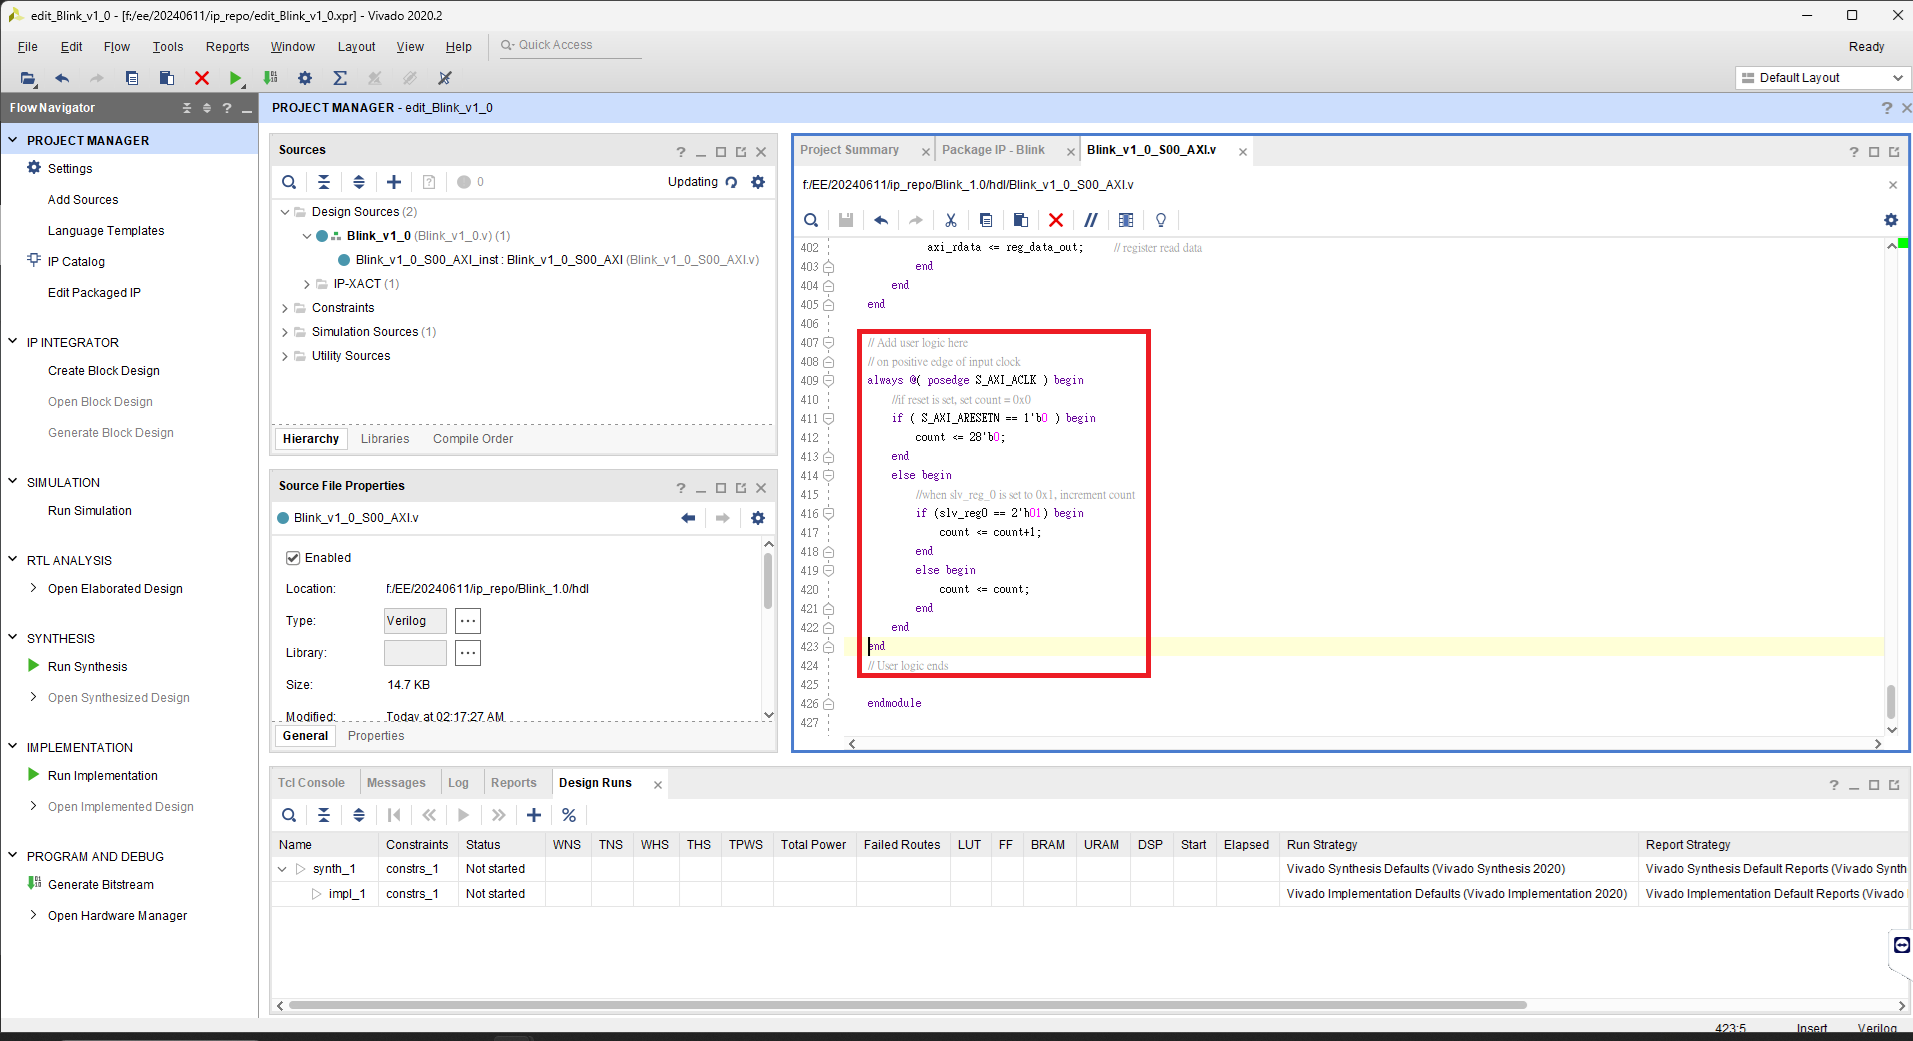 edit_Blink_v1_0 - [f:/ee/20240611/ip_repo/edit_Blink_v1_0.xpr] - Vivado 2020.2
File Edit Flow Tools Reports Window Layout View Help Quick Access Ready
Default Layout
Flow Navigator
PROJECT MANAGER
Settings
Add Sources
Language Templates
IP Catalog
Edit Packaged IP
IP INTEGRATOR
Create Block Design
Open Block Design
Generate Block Design
SIMULATION
Run Simulation
RTL ANALYSIS
Open Elaborated Design
SYNTHESIS
Run Synthesis
Open Synthesized Design
IMPLEMENTATION
Run Implementation
Open Implemented Design
PROGRAM AND DEBUG
Generate Bitstream
Open Hardware Manager
PROJECT MANAGER - edit_Blink_v1_0
Sources
0 Updating
Design Sources (2)
Blink_v1_0 (Blink_v1_0.v) (1)
Blink_v1_0_S00_AXI_inst : Blink_v1_0_S00_AXI (Blink_v1_0_S00_AXI.v)
IP-XACT (1)
Constraints
Simulation Sources (1)
Utility Sources
Hierarchy Libraries Compile Order
Source File Properties
Blink_v1_0_S00_AXI.v
Enabled
Location: f:/EE/20240611/ip_repo/Blink_1.0/hdl
Type: Verilog ...
Library: ...
Size: 14.7 KB
Modified: Today at 02:17:27 AM
General Properties
Project Summary Package IP - Blink Blink_v1_0_S00_AXI.v
f:/EE/20240611/ip_repo/Blink_1.0/hdl/Blink_v1_0_S00_AXI.v
402 axi_rdata <= reg_data_out; // register read data
403 end
404 end
405 end
406
407 // Add user logic here
408 // on positive edge of input clock
409 always @( posedge S_AXI_ACLK ) begin
410 //if reset is set, set count = 0x0
411 if ( S_AXI_ARESETN == 1'b0 ) begin
412 count <= 28'b0;
413 end
414 else begin
415 //when slv_reg_0 is set to 0x1, increment count
416 if (slv_reg0 == 2'h01) begin
417 count <= count+1;
418 end
419 else begin
420 count <= count;
421 end
422 end
423 end
424 // User logic ends
425
426 endmodule
427
Tcl Console Messages Log Reports Design Runs
Name Constraints Status WNS TNS WHS THS TPWS Total Power Failed Routes LUT FF BRAM URAM DSP Start Elapsed Run Strategy Report Strategy
synth_1 constrs_1 Not started Vivado Synthesis Defaults (Vivado Synthesis 2020) Vivado Synthesis Default Reports (Vivado Synth
impl_1 constrs_1 Not started Vivado Implementation Defaults (Vivado Implementation 2020) Vivado Implementation Default Reports (Vivado
423:5 Insert Verilog